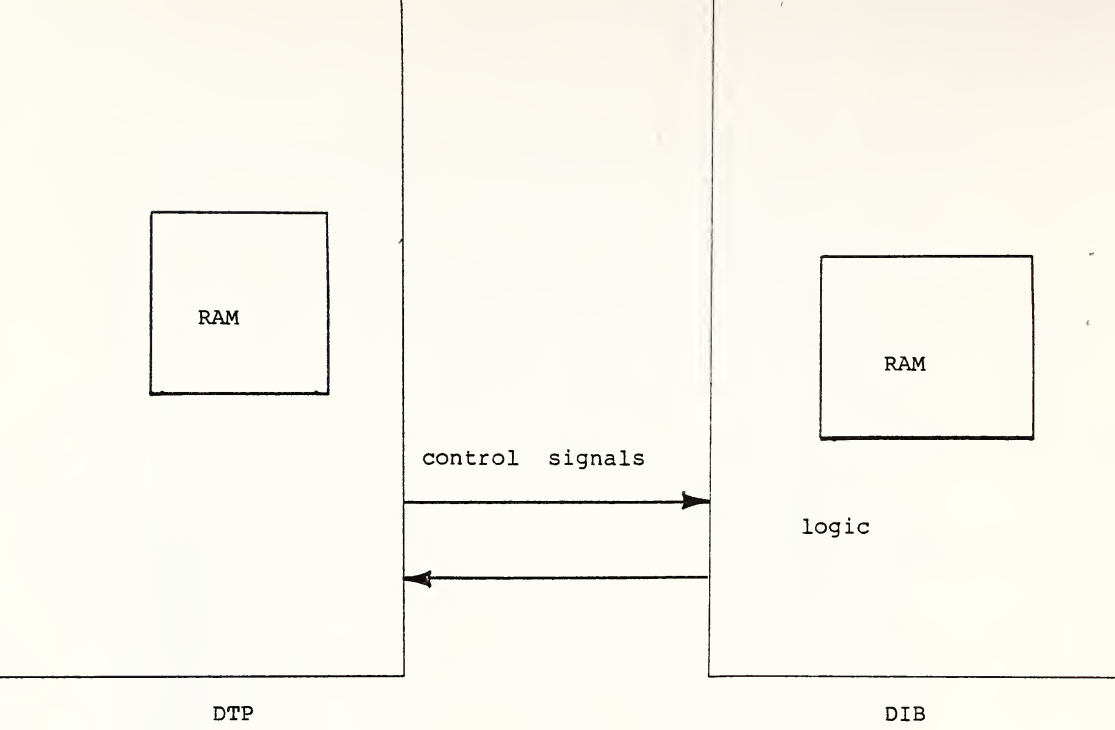 RAM
RAM
control signals
logic
DTP
DIB